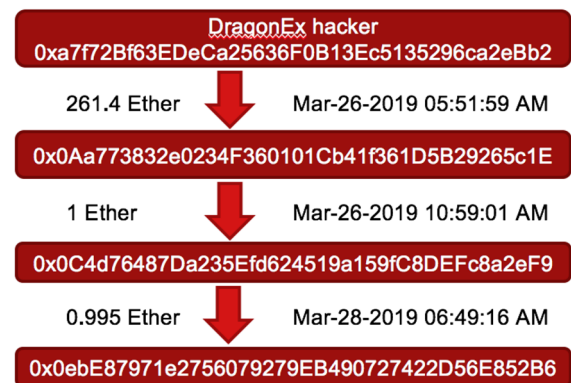 DragonEx hacker
0xa7f72Bf63EDeCa25636F0B13Ec5135296ca2eBb2
261.4 Ether Mar-26-2019 05:51:59 AM
0x0Aa773832e0234F360101Cb41f361D5B29265c1E
1 Ether Mar-26-2019 10:59:01 AM
0x0C4d76487Da235Efd624519a159fC8DEFc8a2eF9
0.995 Ether Mar-28-2019 06:49:16 AM
0x0ebE87971e2756079279EB490727422D56E852B6